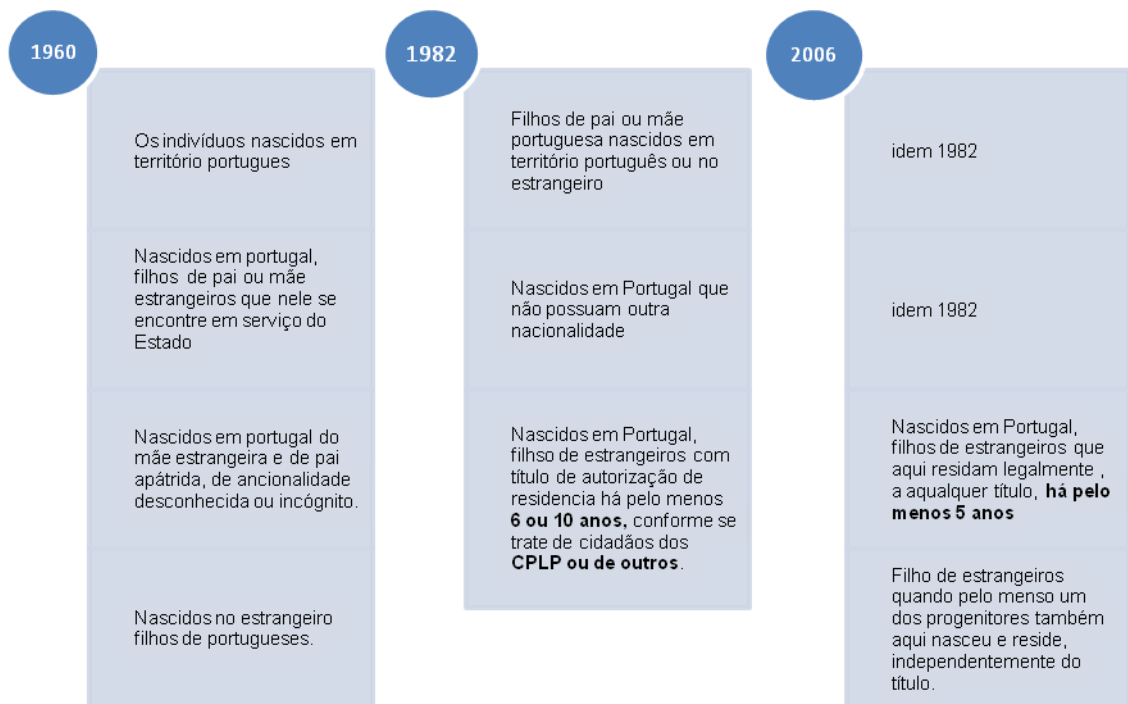 1960
Os indivíduos nascidos em
território portugues
Nascidos em portugal,
filhos de pai ou mãe
estrangeiros que nele se
encontre em serviço do
Estado
Nascidos em portugal do
mãe estrangeira e de pai
apátrida, de ancionalidade
desconhecida ou incógnito.
Nascidos no estrangeiro
filhos de portugueses.
1982
Filhos de pai ou mãe
portuguesa nascidos em
território português ou no
estrangeiro
Nascidos em Portugal que
não possuam outra
nacionalidade
Nascidos em Portugal,
filhso de estrangeiros com
título de autorização de
residencia há pelo menos
6 ou 10 anos, conforme se
trate de cidadãos dos
CPLP ou de outros.
2006
idem 1982
idem 1982
Nascidos em Portugal,
filhos de estrangeiros que
aqui residam legalmente ,
a aqualquer título, há pelo
menos 5 anos
Filho de estrangeiros
quando pelo menso um
dos progenitores também
aqui nasceu e reside,
independentemente do
título.